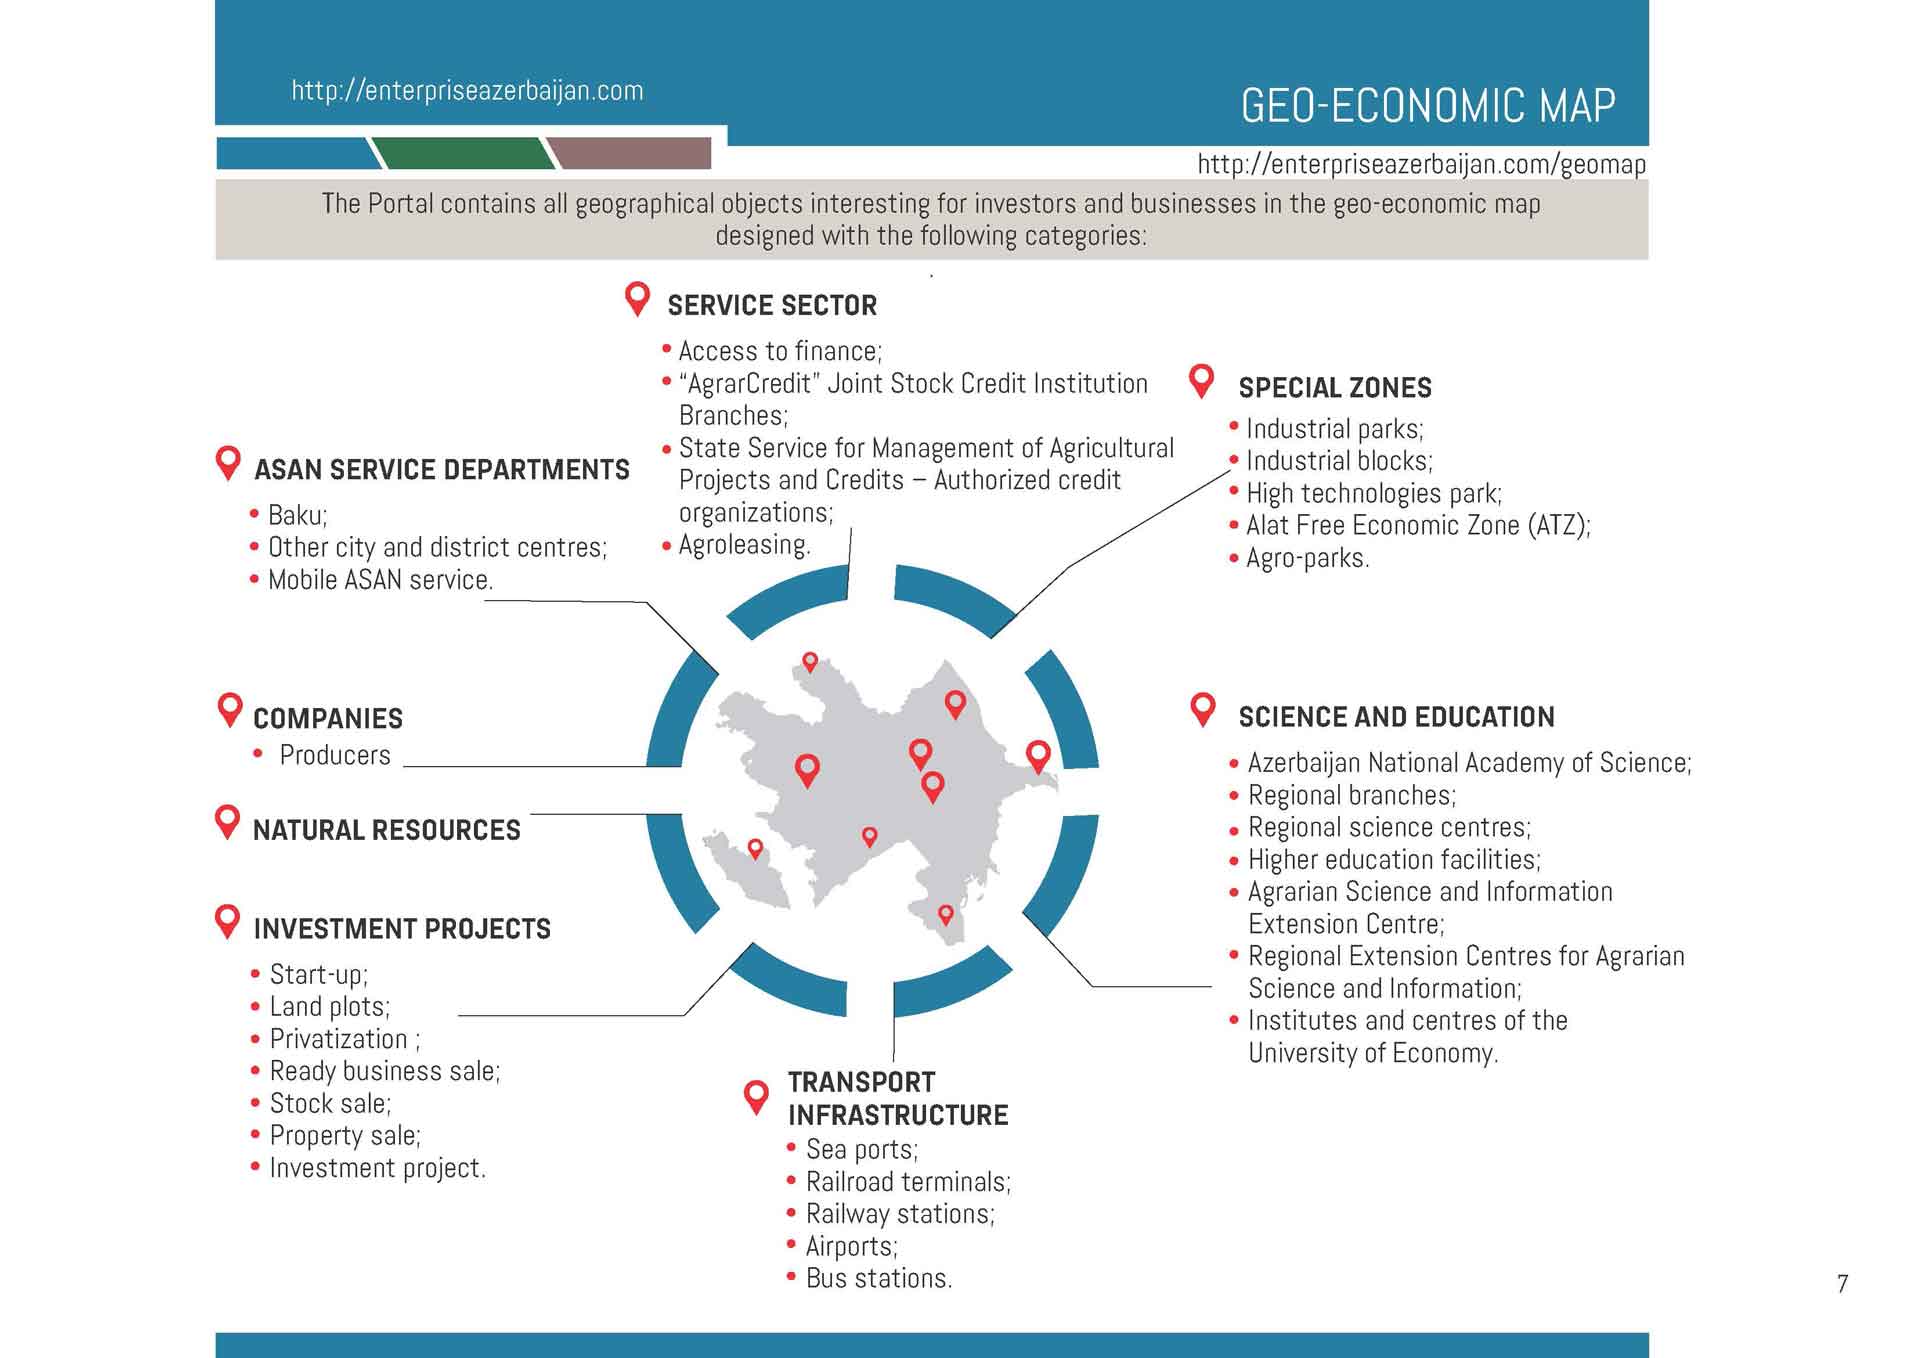 http://enterpriseazerbaijan.com
GEO-ECONOMIC MAP
http://enterpriseazerbaijan.com/geomap
The Portal contains all geographical objects interesting for investors and businesses in the geo-economic map
designed with the following categories:
SERVICE SECTOR
• Access to finance;
• “AgrarCredit” Joint Stock Credit Institution
Branches;
• State Service for Management of Agricultural
Projects and Credits – Authorized credit
organizations;
• Agroleasing.
SPECIAL ZONES
• Industrial parks;
• Industrial blocks;
• High technologies park;
• Alat Free Economic Zone (ATZ);
• Agro-parks.
ASAN SERVICE DEPARTMENTS
• Baku;
• Other city and district centres;
• Mobile ASAN service.
COMPANIES
• Producers
NATURAL RESOURCES
INVESTMENT PROJECTS
• Start-up;
• Land plots;
• Privatization ;
• Ready business sale;
• Stock sale;
• Property sale;
• Investment project.
SCIENCE AND EDUCATION
• Azerbaijan National Academy of Science;
• Regional branches;
• Regional science centres;
• Higher education facilities;
• Agrarian Science and Information
Extension Centre;
• Regional Extension Centres for Agrarian
Science and Information;
• Institutes and centres of the
University of Economy.
TRANSPORT
INFRASTRUCTURE
• Sea ports;
• Railroad terminals;
• Railway stations;
• Airports;
• Bus stations.
7